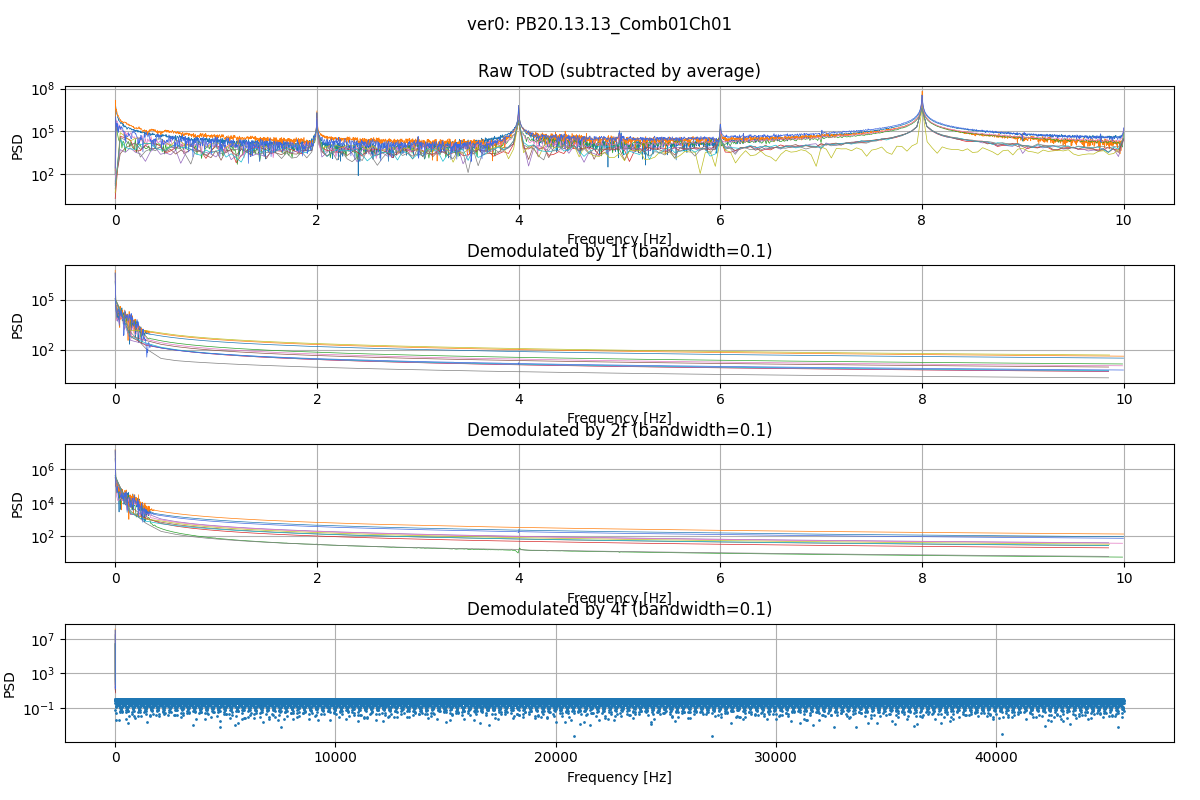 ver0: PB20.13.13_Comb01Ch01
Raw TOD (subtracted by average)
PSD
10^8
10^5
10^2
0 2 4 6 8 10
Frequency [Hz]
Demodulated by 1f (bandwidth=0.1)
PSD
10^5
10^2
0 2 4 6 8 10
Frequency [Hz]
Demodulated by 2f (bandwidth=0.1)
PSD
10^6
10^4
10^2
0 2 4 6 8 10
Frequency [Hz]
Demodulated by 4f (bandwidth=0.1)
PSD
10^7
10^3
10^−1
0 10000 20000 30000 40000
Frequency [Hz]